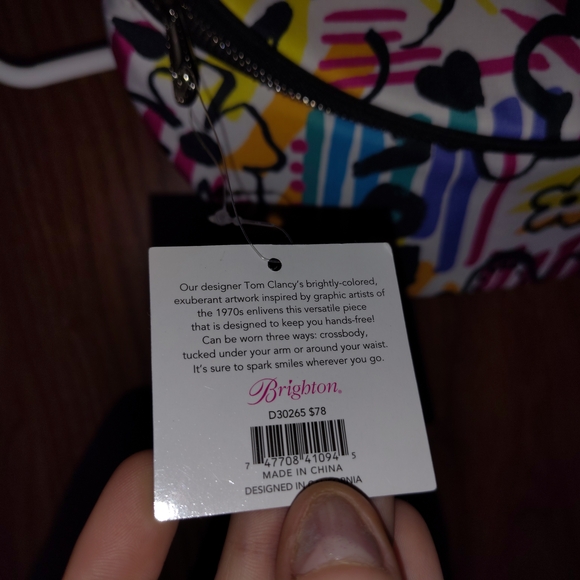 Our designer Tom Clancy's brightly-colored,
exuberant artwork inspired by graphic artists of
the 1970s enlivens this versatile piece
that is designed to keep you hands-free!
Can be worn three ways: crossbody,
tucked under your arm or around your waist.
It's sure to spark smiles wherever you go.
Brighton®
D30265 $78
7 47708 41094 5
MADE IN CHINA
DESIGNED IN